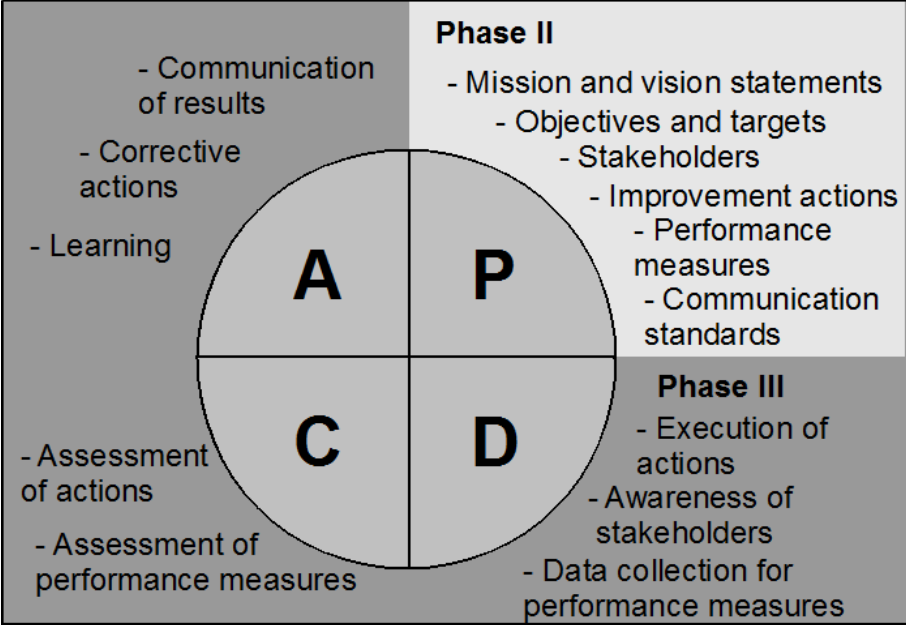 Phase II
- Mission and vision statements
- Objectives and targets
- Stakeholders
- Improvement actions
- Performance
measures
- Communication
standards
Phase III
- Execution of
actions
- Awareness of
stakeholders
- Data collection for
performance measures
- Assessment
of actions
- Assessment of
performance measures
- Communication
of results
- Corrective
actions
- Learning
A
P
C
D